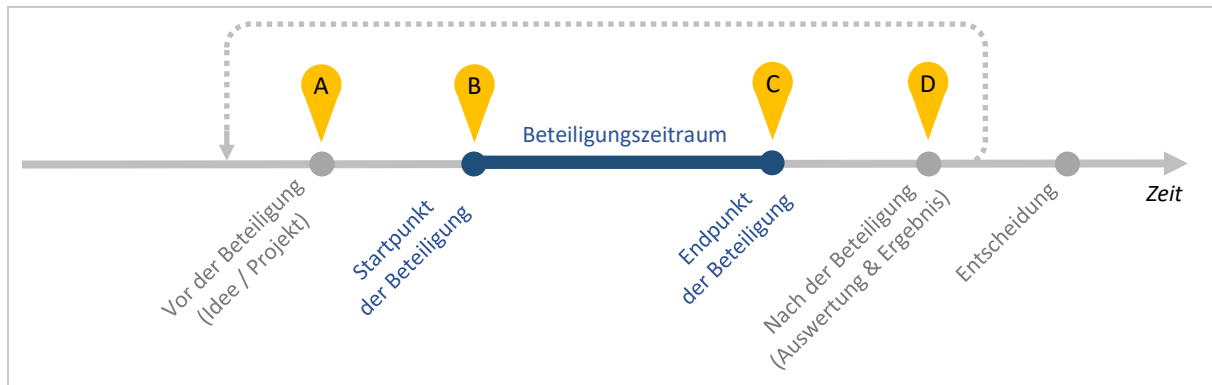 A
B
C
D
Beteiligungszeitraum
Zeit
Vor der Beteiligung
(Idee / Projekt)
Startpunkt
der Beteiligung
Endpunkt
der Beteiligung
Nach der Beteiligung
(Auswertung & Ergebnis)
Entscheidung